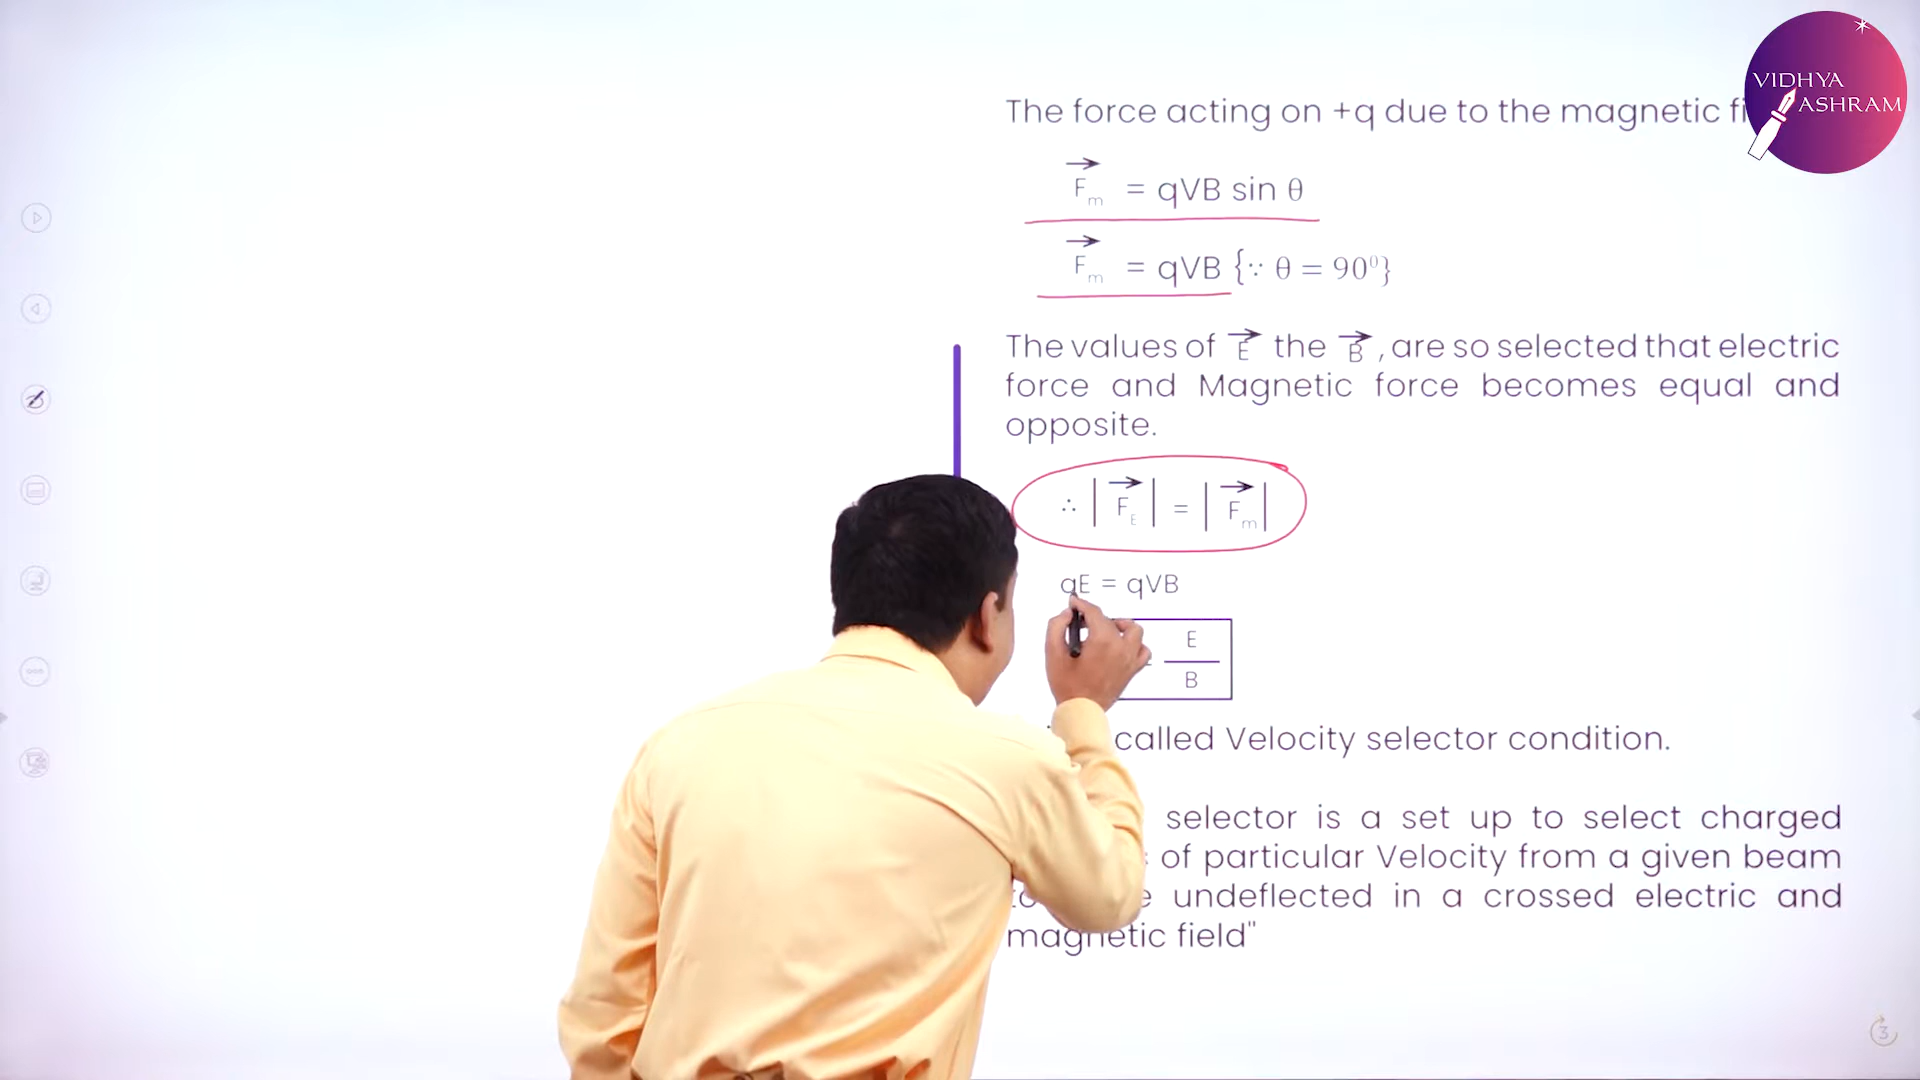 VIDHYA
ASHRAM
The force acting on +q due to the magnetic
F⃗m = qVB sin θ
F⃗m = qVB {∵ θ = 90⁰}
The values of E⃗ the B⃗, are so selected that electric
force and Magnetic force becomes equal and
opposite.
∴ |F⃗E| = |F⃗m|
qE = qVB
E
B
called Velocity selector condition.
selector is a set up to select charged
of particular Velocity from a given beam
undeflected in a crossed electric and
magnetic field"
3